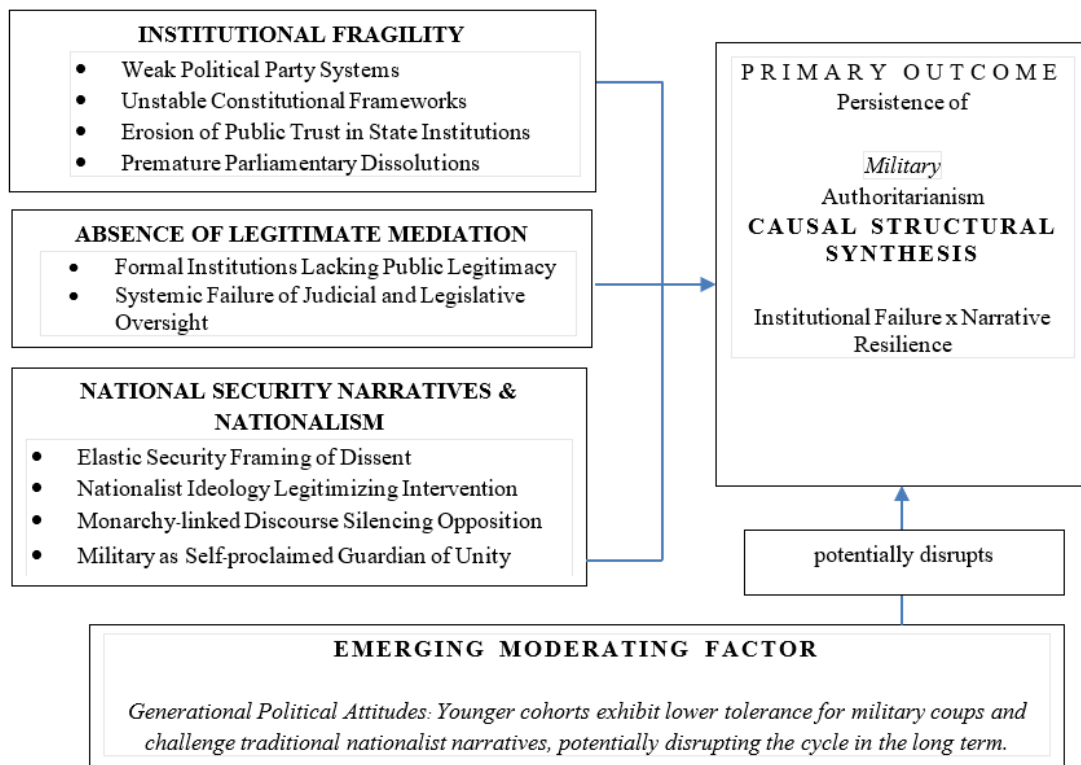 INSTITUTIONAL FRAGILITY
• Weak Political Party Systems
• Unstable Constitutional Frameworks
• Erosion of Public Trust in State Institutions
• Premature Parliamentary Dissolutions
ABSENCE OF LEGITIMATE MEDIATION
• Formal Institutions Lacking Public Legitimacy
• Systemic Failure of Judicial and Legislative
Oversight
NATIONAL SECURITY NARRATIVES &
NATIONALISM
• Elastic Security Framing of Dissent
• Nationalist Ideology Legitimizing Intervention
• Monarchy-linked Discourse Silencing Opposition
• Military as Self-proclaimed Guardian of Unity
PRIMARY OUTCOME
Persistence of
Military
Authoritarianism
CAUSAL STRUCTURAL
SYNTHESIS
Institutional Failure x Narrative
Resilience
potentially disrupts
EMERGING MODERATING FACTOR
Generational Political Attitudes: Younger cohorts exhibit lower tolerance for military coups and
challenge traditional nationalist narratives, potentially disrupting the cycle in the long term.